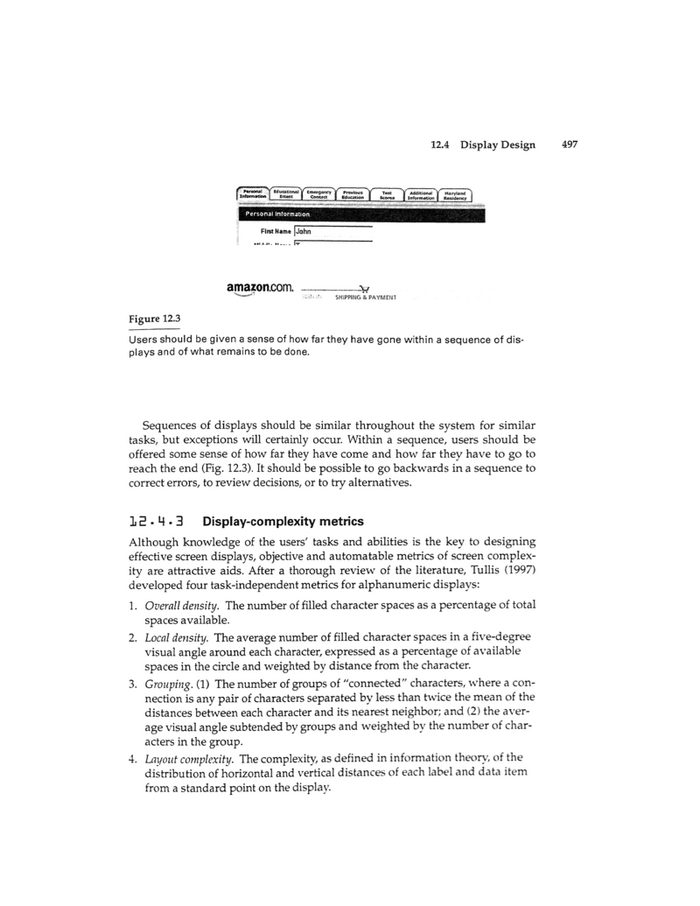 12.4 Display Design 497
Personal Information Educational Intent Emergency Contact Previous Education Test Scores Additional Information Maryland Residency
Personal Information
First Name John
amazon.com.
SHIPPING & PAYMENT
Figure 12.3
Users should be given a sense of how far they have gone within a sequence of dis-
plays and of what remains to be done.
Sequences of displays should be similar throughout the system for similar
tasks, but exceptions will certainly occur. Within a sequence, users should be
offered some sense of how far they have come and how far they have to go to
reach the end (Fig. 12.3). It should be possible to go backwards in a sequence to
correct errors, to review decisions, or to try alternatives.
12.4.3 Display-complexity metrics
Although knowledge of the users' tasks and abilities is the key to designing
effective screen displays, objective and automatable metrics of screen complex-
ity are attractive aids. After a thorough review of the literature, Tullis (1997)
developed four task-independent metrics for alphanumeric displays:
1. Overall density. The number of filled character spaces as a percentage of total
spaces available.
2. Local density. The average number of filled character spaces in a five-degree
visual angle around each character, expressed as a percentage of available
spaces in the circle and weighted by distance from the character.
3. Grouping. (1) The number of groups of "connected" characters, where a con-
nection is any pair of characters separated by less than twice the mean of the
distances between each character and its nearest neighbor; and (2) the aver-
age visual angle subtended by groups and weighted by the number of char-
acters in the group.
4. Layout complexity. The complexity, as defined in information theory, of the
distribution of horizontal and vertical distances of each label and data item
from a standard point on the display.